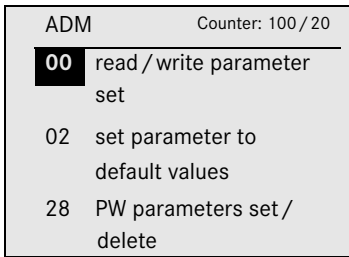 ADM Counter: 100/20
00 read/write parameter
set
02 set parameter to
default values
28 PW parameters set/
delete